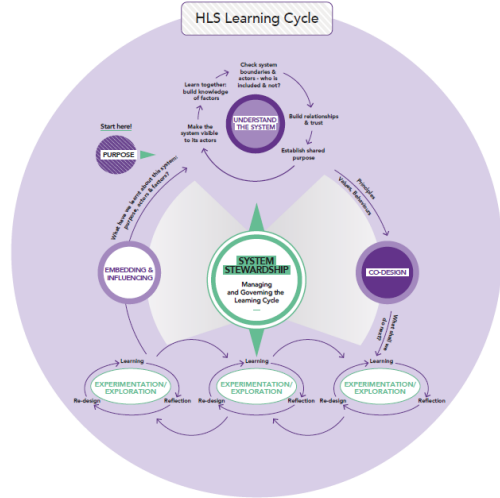 HLS Learning Cycle
Check system
boundaries &
actors - who is
included & not?
Learn together:
build knowledge
of factors
UNDERSTAND
THE SYSTEM
Build relationships
& trust
Start here!
Make the
system visible
to its actors
PURPOSE
Establish shared
purpose
What have we learnt about this system:
purpose, actors & factors?
Principles
Values, Behaviours
EMBEDDING &
INFLUENCING
SYSTEM
STEWARDSHIP
Managing
and Governing the
Learning Cycle
CO-DESIGN
What shall we
do next?
Learning
EXPERIMENTATION/
EXPLORATION
Re-design
Reflection
Learning
EXPERIMENTATION/
EXPLORATION
Re-design
Reflection
Learning
EXPERIMENTATION/
EXPLORATION
Re-design
Reflection